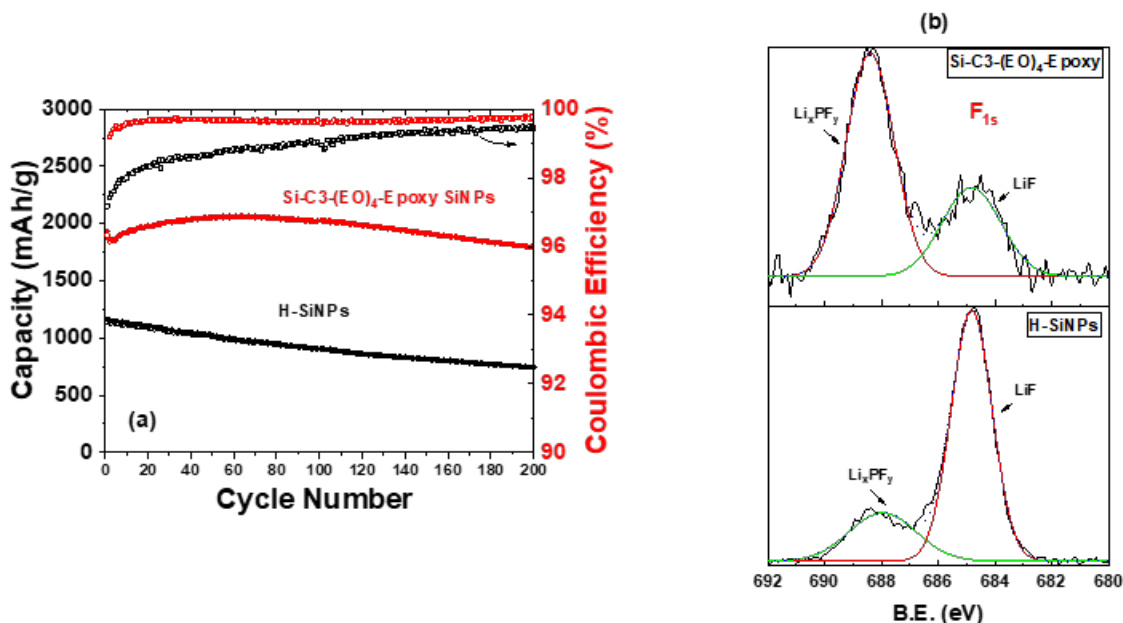 (b)
3000
2500
2000
1500
1000
500
0
Capacity (mAh/g)
100
98
96
94
92
90
Coulombic Efficiency (%)
Si-C3-(EO)₄-Epoxy SiNPs
H-SiNPs
(a)
0 20 40 60 80 100 120 140 160 180 200
Cycle Number
Si-C3-(EO)₄-Epoxy
LiₓPFᵧ
F₁ₛ
LiF
H-SiNPs
LiF
LiₓPFᵧ
692 690 688 686 684 682 680
B.E. (eV)